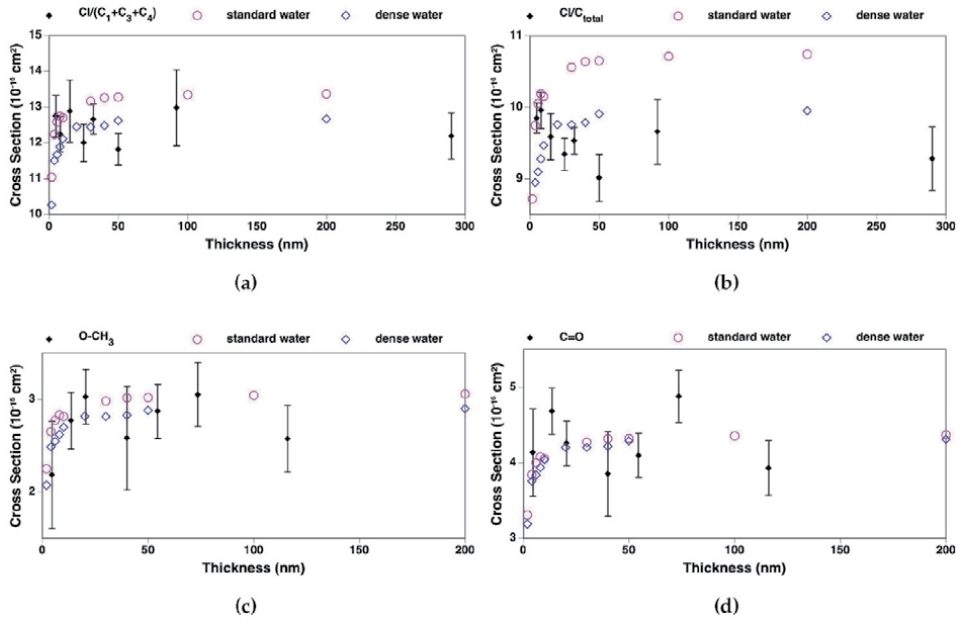 Cl/(C1+C3+C4) standard water dense water
15
14
13
12
11
10
0 50 100 150 200 250 300
Cross Section (10⁻¹⁶ cm²)
Thickness (nm)
(a)
Cl/Ctotal standard water dense water
11
10
9
0 50 100 150 200 250 300
Cross Section (10⁻¹⁶ cm²)
Thickness (nm)
(b)
O-CH3 standard water dense water
3
2
0 50 100 150 200
Cross Section (10⁻¹⁶ cm²)
Thickness (nm)
(c)
C=O standard water dense water
5
4
3
0 50 100 150 200
Cross Section (10⁻¹⁶ cm²)
Thickness (nm)
(d)